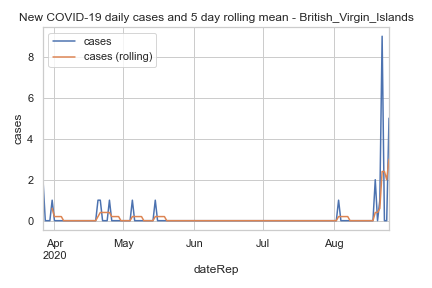 New COVID-19 daily cases and 5 day rolling mean - British_Virgin_Islands
cases
cases (rolling)
8
6
4
2
0
cases
Apr
2020
May
Jun
Jul
Aug
dateRep